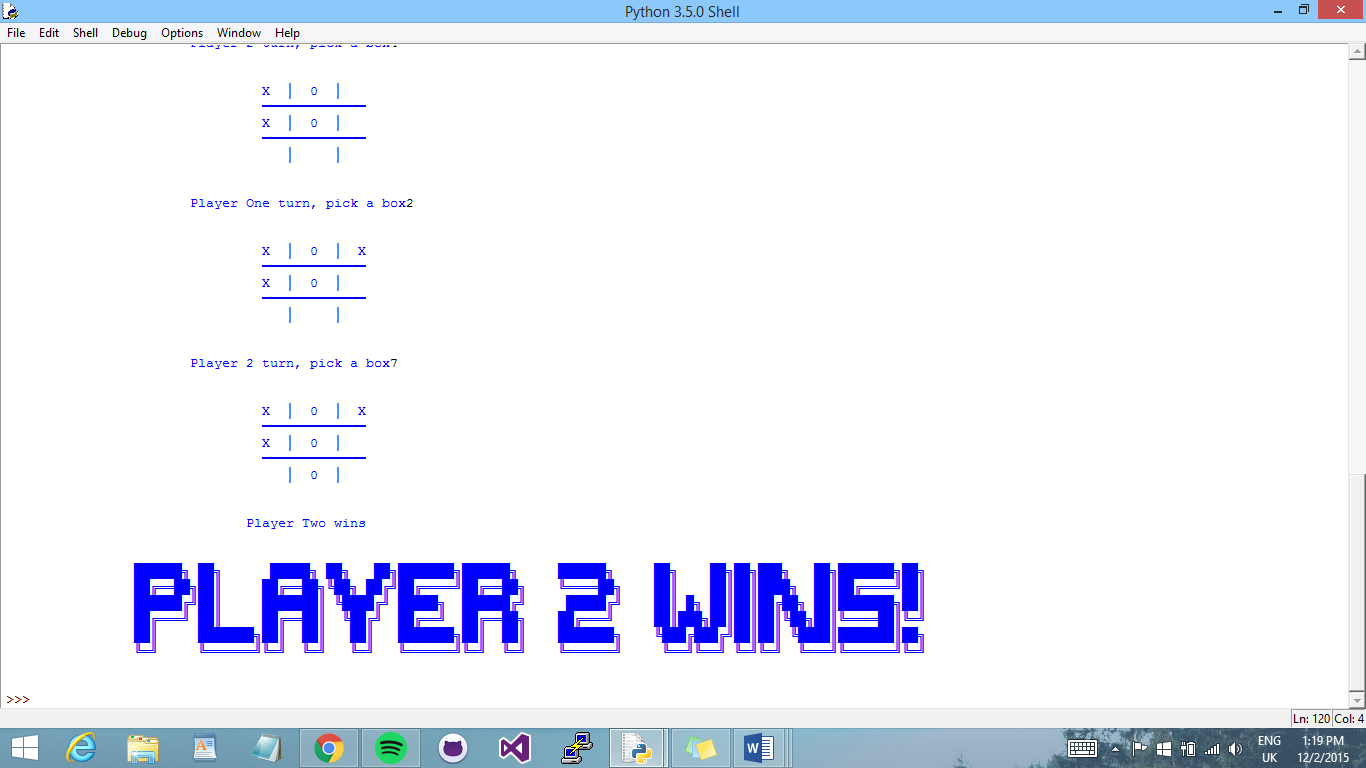 Python 3.5.0 Shell
File Edit Shell Debug Options Window Help
X | 0 |
X | 0 |
| |
Player One turn, pick a box2
X | 0 | X
X | 0 |
| |
Player 2 turn, pick a box7
X | 0 | X
X | 0 |
| 0 |
Player Two wins
PLAYER 2 WINS!
>>>
Ln: 120 Col: 4
ENG 1:19 PM
UK 12/2/2015